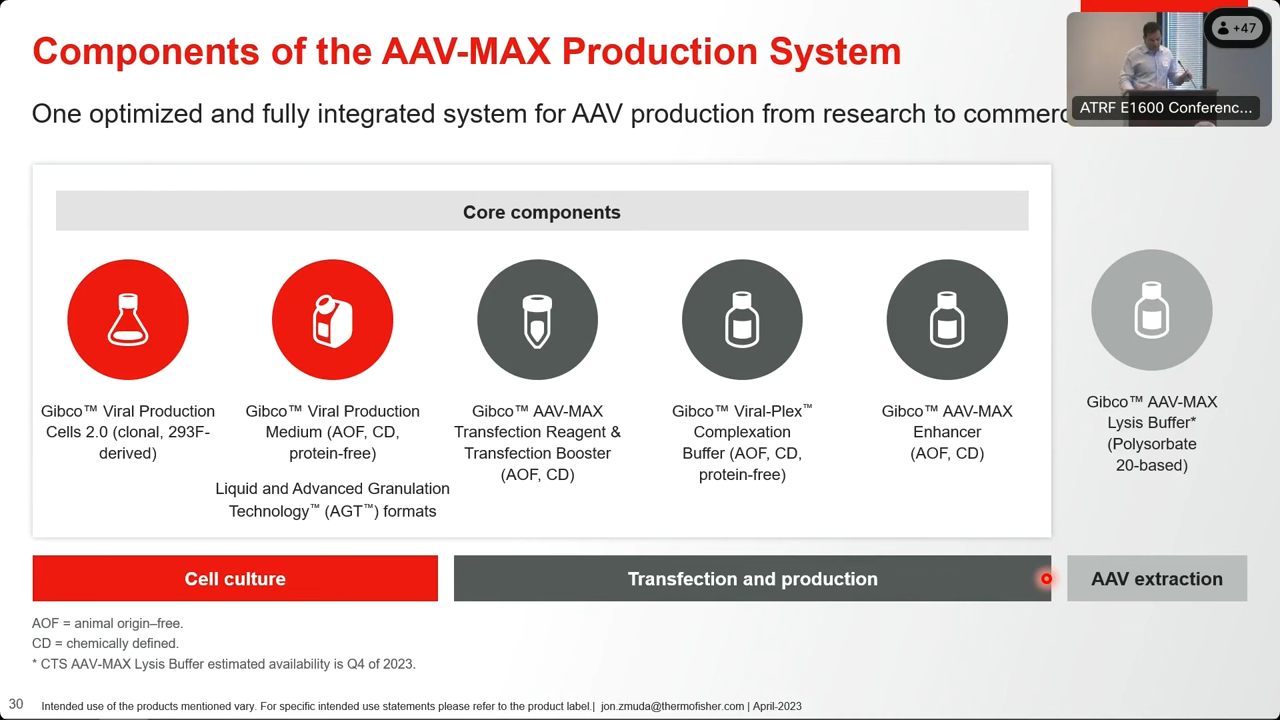 Components of the AAV-MAX Production System
+47
ATRF E1600 Conferenc...
One optimized and fully integrated system for AAV production from research to
Core components
Gibco™ Viral Production
Cells 2.0 (clonal, 293F-
derived)
Gibco™ Viral Production
Medium (AOF, CD,
protein-free)
Liquid and Advanced Granulation
Technology™ (AGT™) formats
Gibco™ AAV-MAX
Transfection Reagent &
Transfection Booster
(AOF, CD)
Gibco™ Viral-Plex™
Complexation
Buffer (AOF, CD,
protein-free)
Gibco™ AAV-MAX
Enhancer
(AOF, CD)
Gibco™ AAV-MAX
Lysis Buffer*
(Polysorbate
20-based)
Cell culture
Transfection and production
AAV extraction
AOF = animal origin–free.
CD = chemically defined.
* CTS AAV-MAX Lysis Buffer estimated availability is Q4 of 2023.
30 Intended use of the products mentioned vary. For specific intended use statements please refer to the product label.| jon.zmuda@thermofisher.com | April-2023